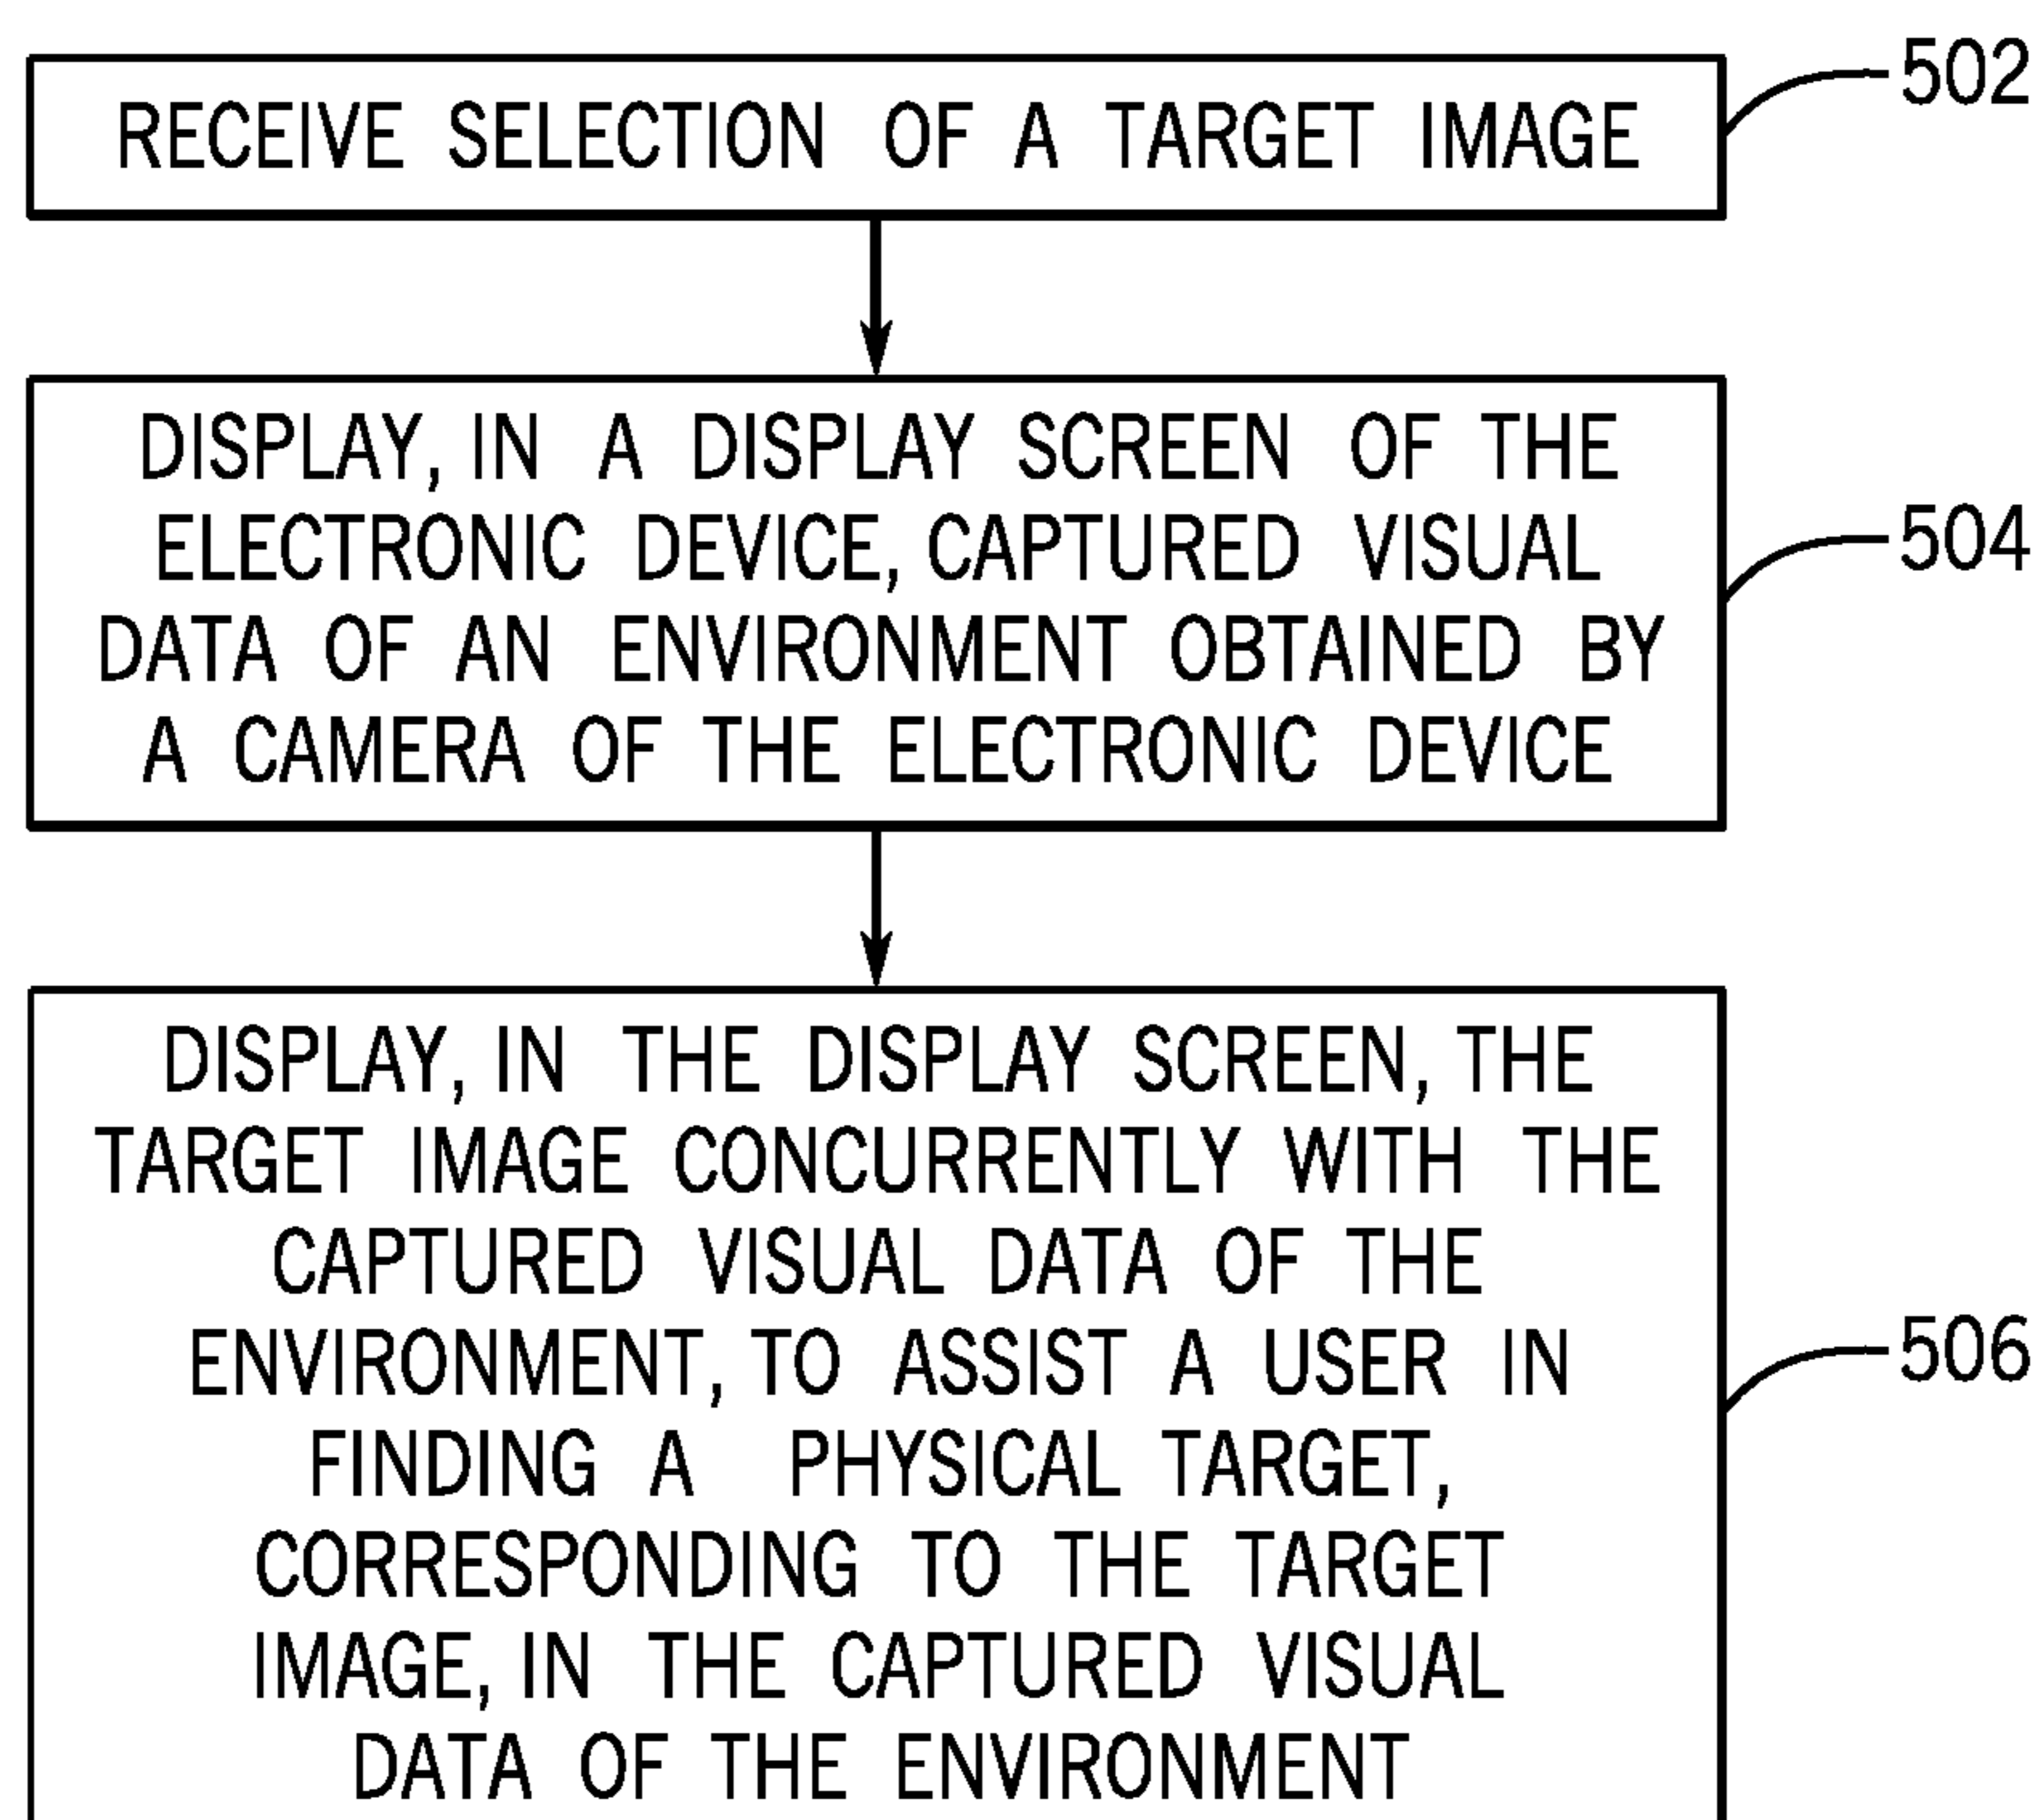 RECEIVE SELECTION OF A TARGET IMAGE
502
DISPLAY, IN A DISPLAY SCREEN OF THE
ELECTRONIC DEVICE, CAPTURED VISUAL
DATA OF AN ENVIRONMENT OBTAINED BY
A CAMERA OF THE ELECTRONIC DEVICE
504
DISPLAY, IN THE DISPLAY SCREEN, THE
TARGET IMAGE CONCURRENTLY WITH THE
CAPTURED VISUAL DATA OF THE
ENVIRONMENT, TO ASSIST A USER IN
FINDING A PHYSICAL TARGET,
CORRESPONDING TO THE TARGET
IMAGE, IN THE CAPTURED VISUAL
DATA OF THE ENVIRONMENT
506